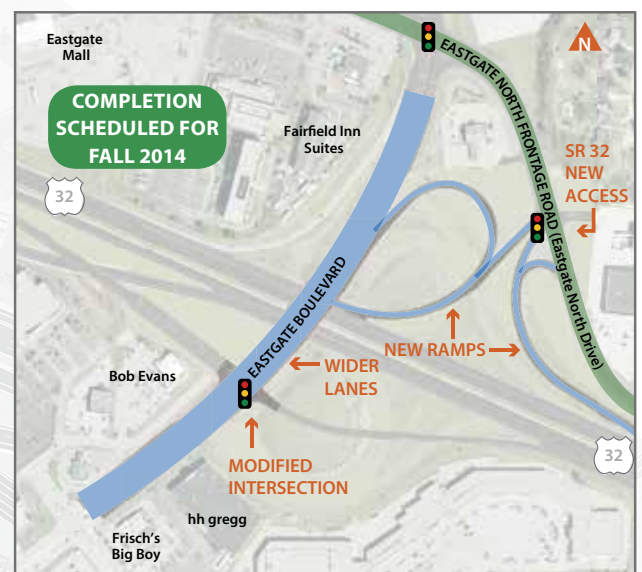 Eastgate
Mall
COMPLETION
SCHEDULED FOR
FALL 2014
Fairfield Inn
Suites
32
EASTGATE NORTH FRONTAGE ROAD (Eastgate North Drive)
N
SR 32
NEW
ACCESS
EASTGATE BOULEVARD
NEW RAMPS
WIDER
LANES
Bob Evans
32
MODIFIED
INTERSECTION
hh gregg
Frisch's
Big Boy